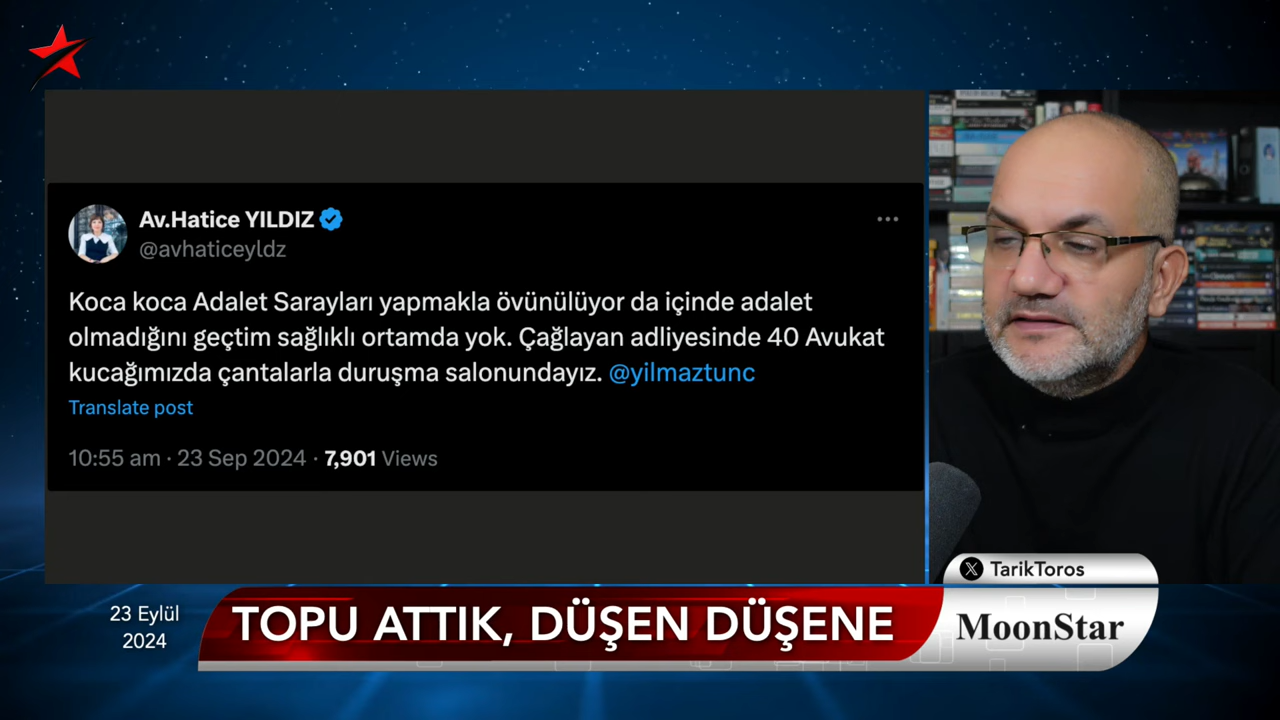 Av.Hatice YILDIZ
@avhaticeyldz
Koca koca Adalet Sarayları yapmakla övünülüyor da içinde adalet
olmadığını geçtim sağlıklı ortamda yok. Çağlayan adliyesinde 40 Avukat
kucağımızda çantalarla duruşma salonundayız. @yilmaztunc
Translate post
10:55 am · 23 Sep 2024 · 7,901 Views
TarikToros
23 Eylül
2024
TOPU ATTIK, DÜŞEN DÜŞENE
MoonStar